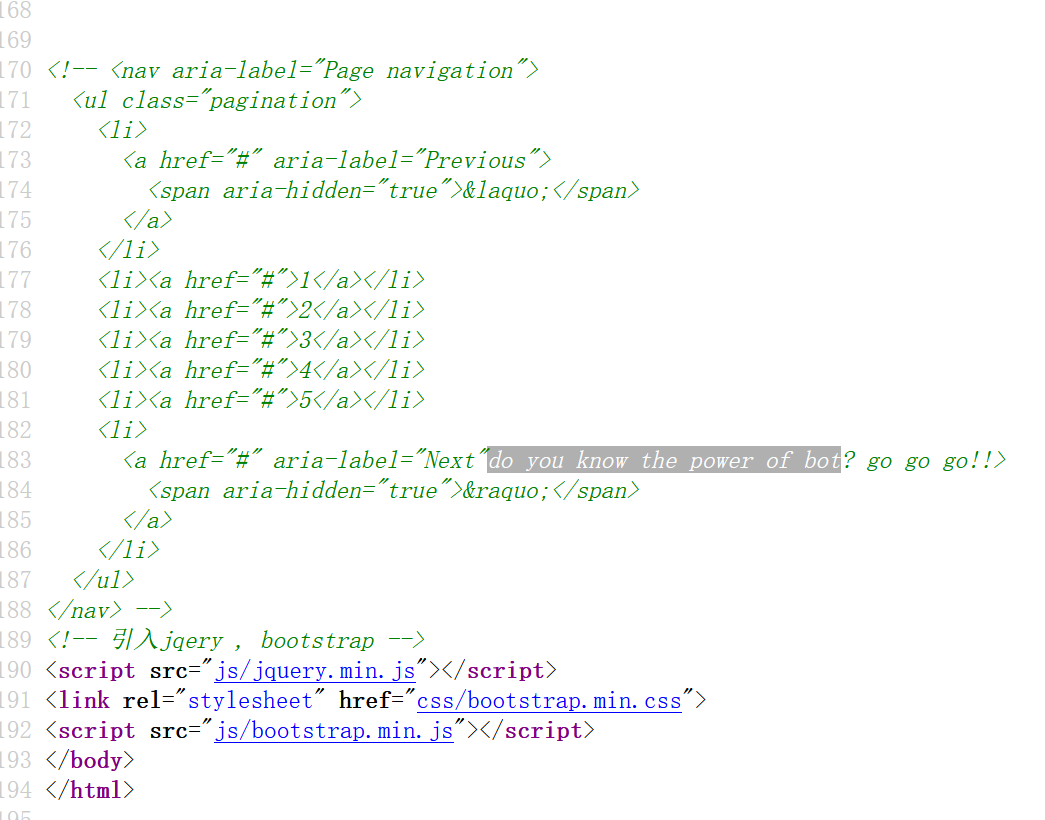 168
169
170 <!-- <nav aria-label="Page navigation">
171   <ul class="pagination">
172     <li>
173       <a href="#" aria-label="Previous">
174         <span aria-hidden="true">&laquo;</span>
175       </a>
176     </li>
177     <li><a href="#">1</a></li>
178     <li><a href="#">2</a></li>
179     <li><a href="#">3</a></li>
180     <li><a href="#">4</a></li>
181     <li><a href="#">5</a></li>
182     <li>
183       <a href="#" aria-label="Next"do you know the power of bot? go go go!!>
184         <span aria-hidden="true">&raquo;</span>
185       </a>
186     </li>
187   </ul>
188 </nav> -->
189 <!-- 引入jqery , bootstrap -->
190 <script src="js/jquery.min.js"></script>
191 <link rel="stylesheet" href="css/bootstrap.min.css">
192 <script src="js/bootstrap.min.js"></script>
193 </body>
194 </html>
195